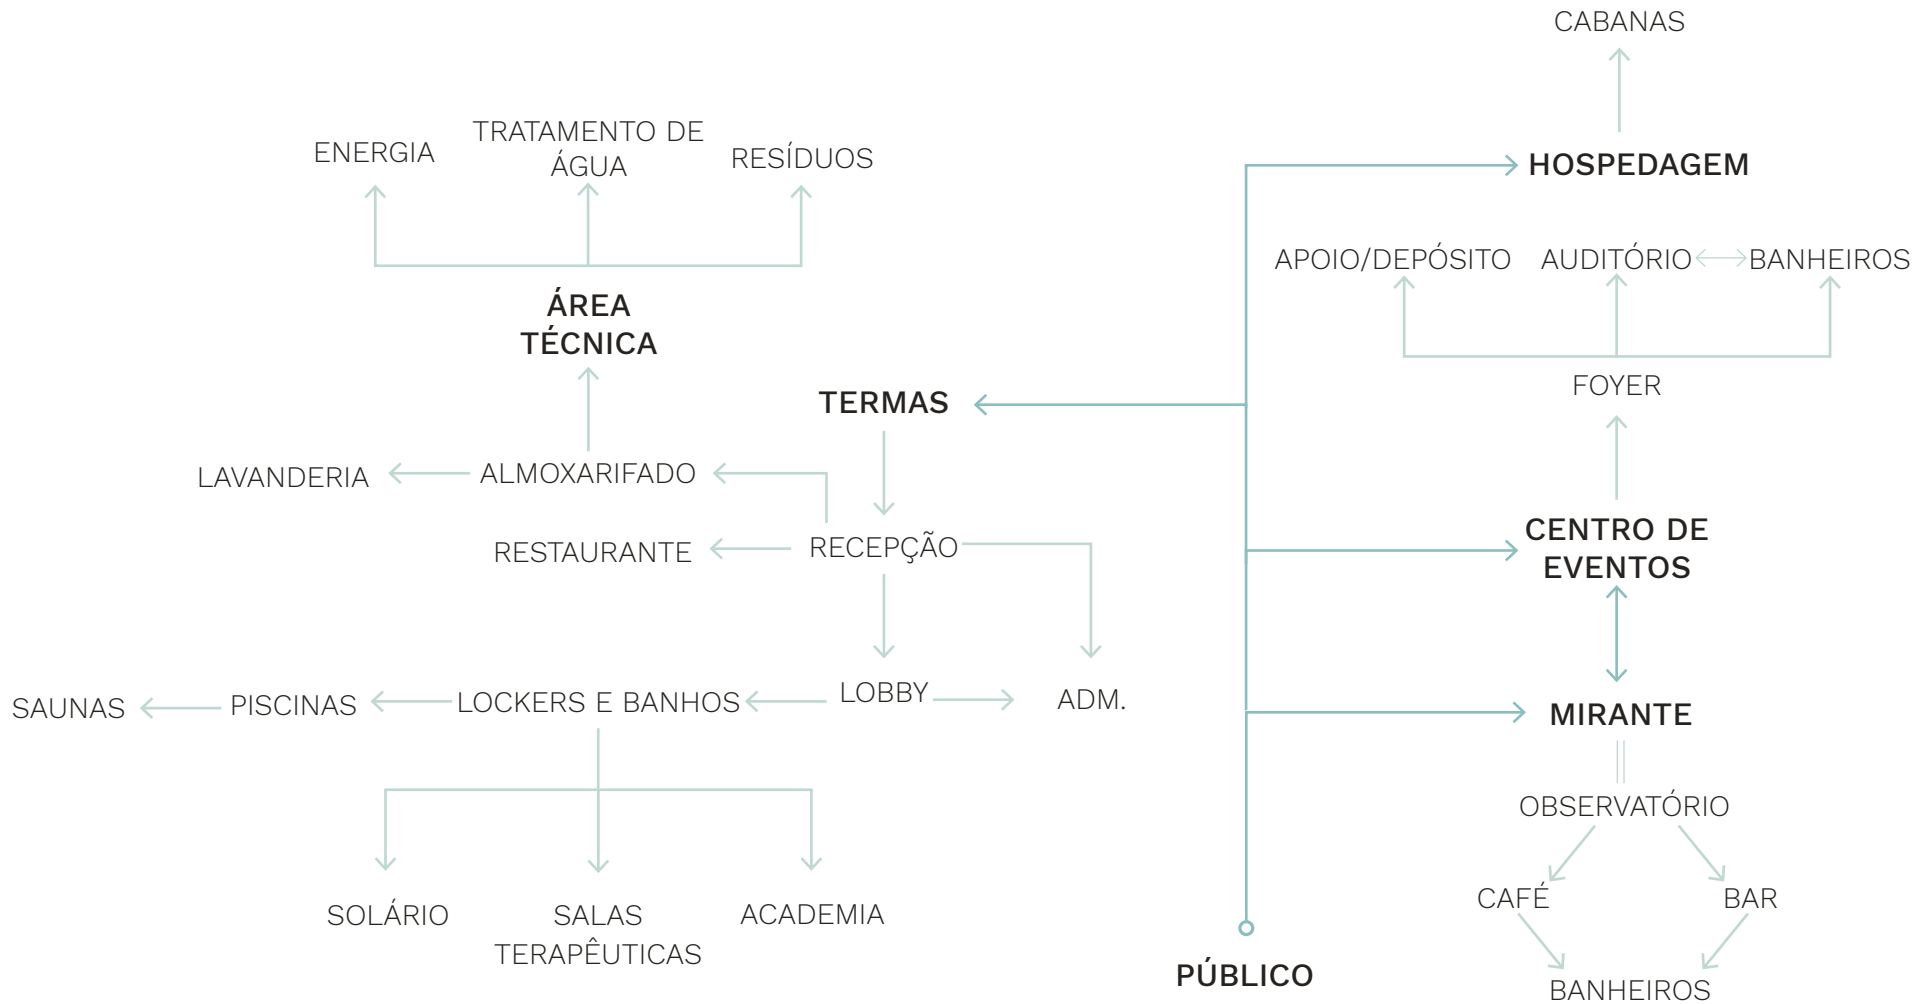 CABANAS
ENERGIA
TRATAMENTO DE
ÁGUA
RESÍDUOS
HOSPEDAGEM
APOIO/DEPÓSITO
AUDITÓRIO
BANHEIROS
ÁREA
TÉCNICA
TERMAS
FOYER
LAVANDERIA
ALMOXARIFADO
RESTAURANTE
RECEPÇÃO
CENTRO DE
EVENTOS
SAUNAS
PISCINAS
LOCKERS E BANHOS
LOBBY
ADM.
MIRANTE
OBSERVATÓRIO
SOLÁRIO
SALAS
TERAPÊUTICAS
ACADEMIA
CAFÉ
BAR
PÚBLICO
BANHEIROS